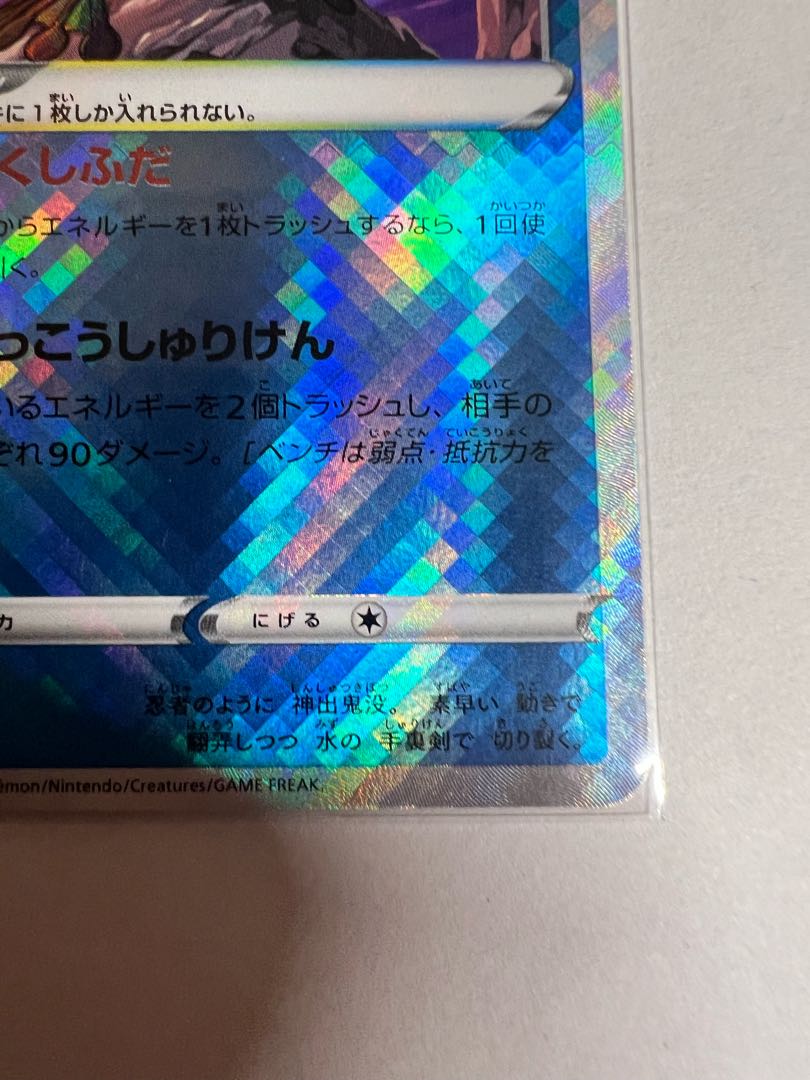 に1枚しか入れられない。
くしふだ
からエネルギーを1枚トラッシュするなら、1回使
く。
っこうしゅりけん
いるエネルギーを2個トラッシュし、相手の
ぞれ90ダメージ。[ベンチは弱点・抵抗力を
力
にげる
忍者のように 神出鬼没。 素早い 動きで
翻弄しつつ 水の 手裏剣で 切り裂く。
émon/Nintendo/Creatures/GAME FREAK.